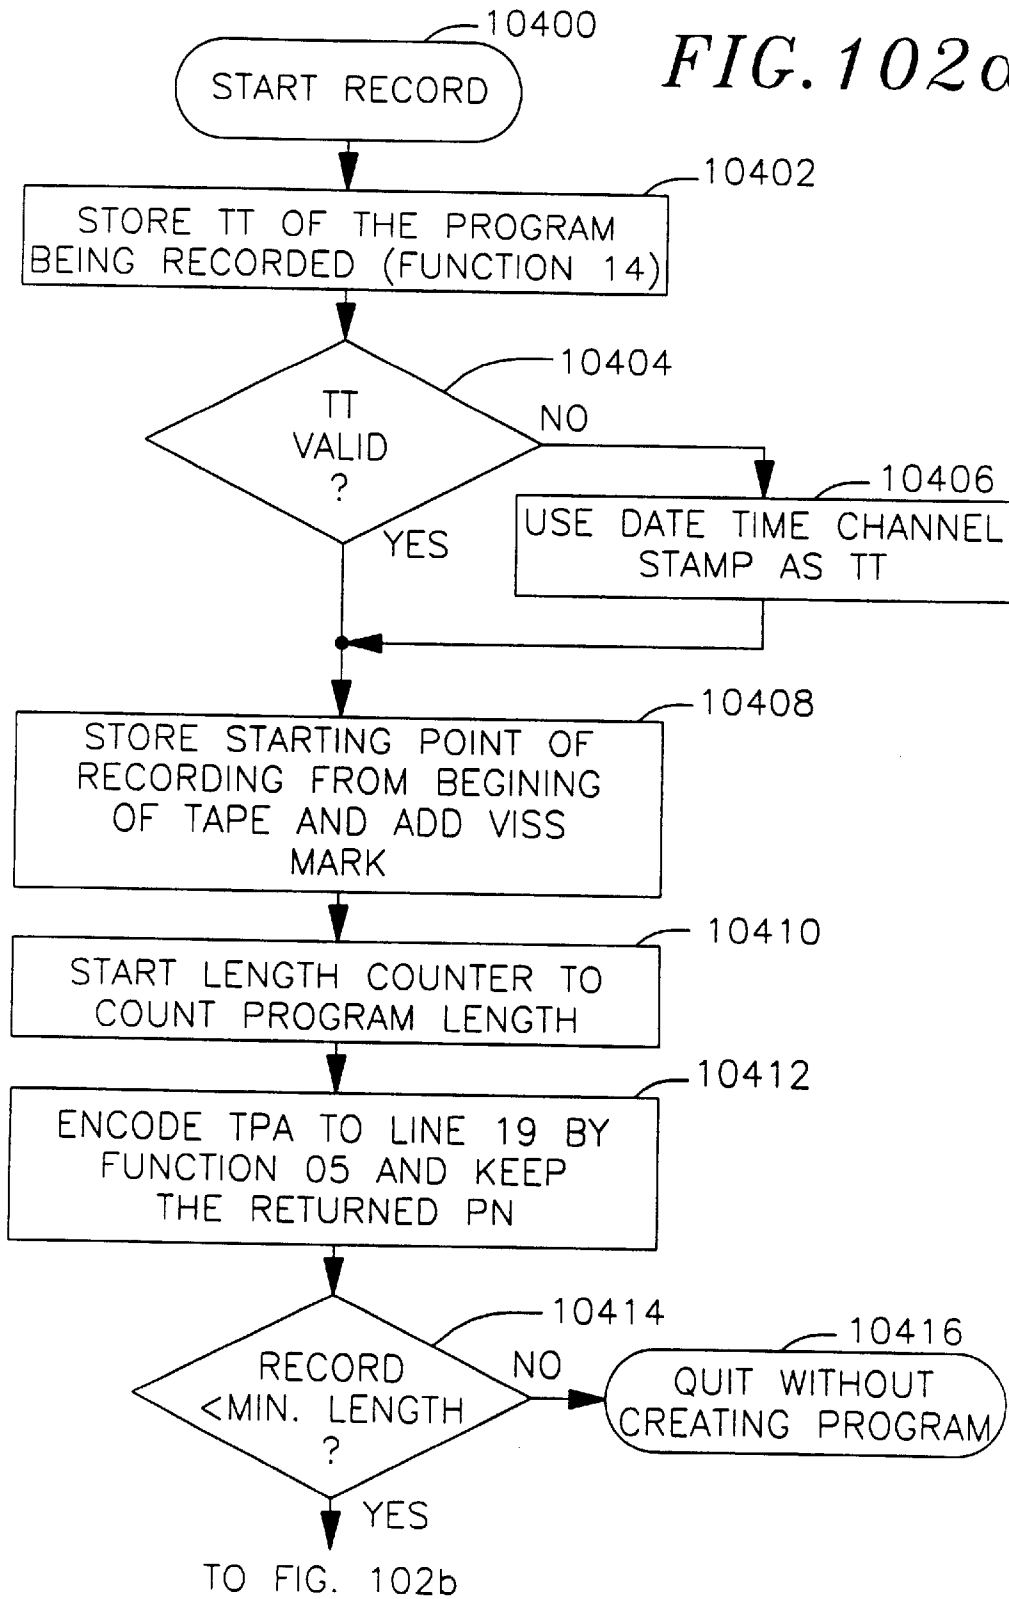 10400
FIG. 102a
START RECORD
10402
STORE TT OF THE PROGRAM
BEING RECORDED (FUNCTION 14)
10404
TT
VALID
?
NO
YES
10406
USE DATE TIME CHANNEL
STAMP AS TT
10408
STORE STARTING POINT OF
RECORDING FROM BEGINING
OF TAPE AND ADD VISS
MARK
10410
START LENGTH COUNTER TO
COUNT PROGRAM LENGTH
10412
ENCODE TPA TO LINE 19 BY
FUNCTION 05 AND KEEP
THE RETURNED PN
10414
RECORD
<MIN. LENGTH
?
NO
YES
10416
QUIT WITHOUT
CREATING PROGRAM
TO FIG. 102b